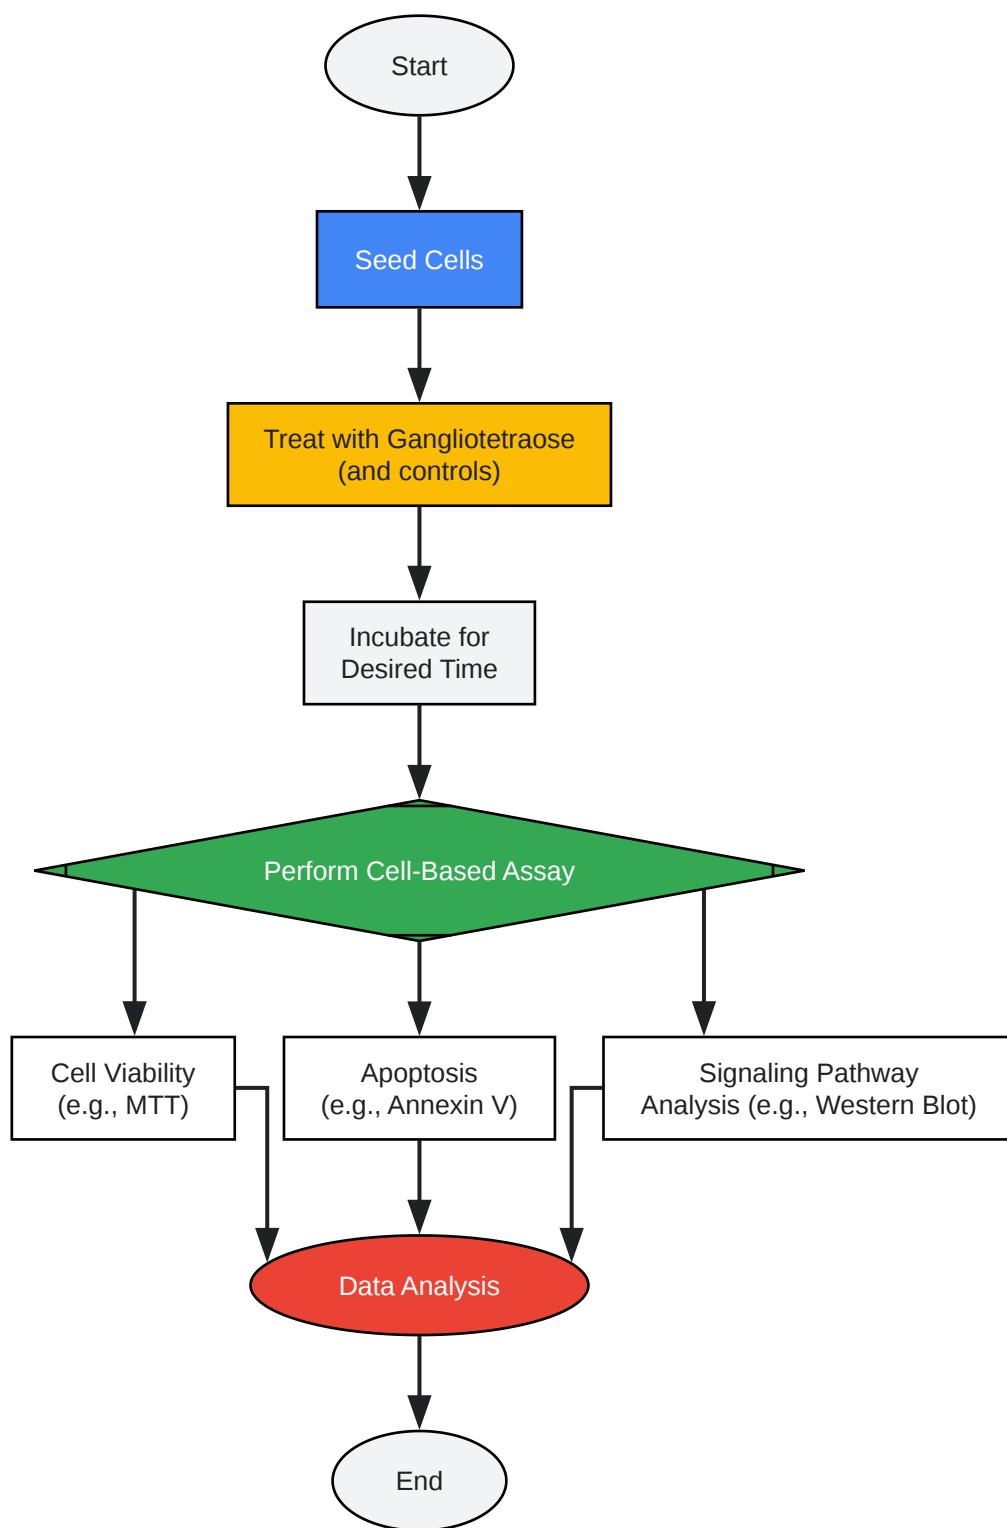 Start
Seed Cells
Treat with Gangliotetraose
(and controls)
Incubate for
Desired Time
Perform Cell-Based Assay
Cell Viability
(e.g., MTT)
Apoptosis
(e.g., Annexin V)
Signaling Pathway
Analysis (e.g., Western Blot)
Data Analysis
End